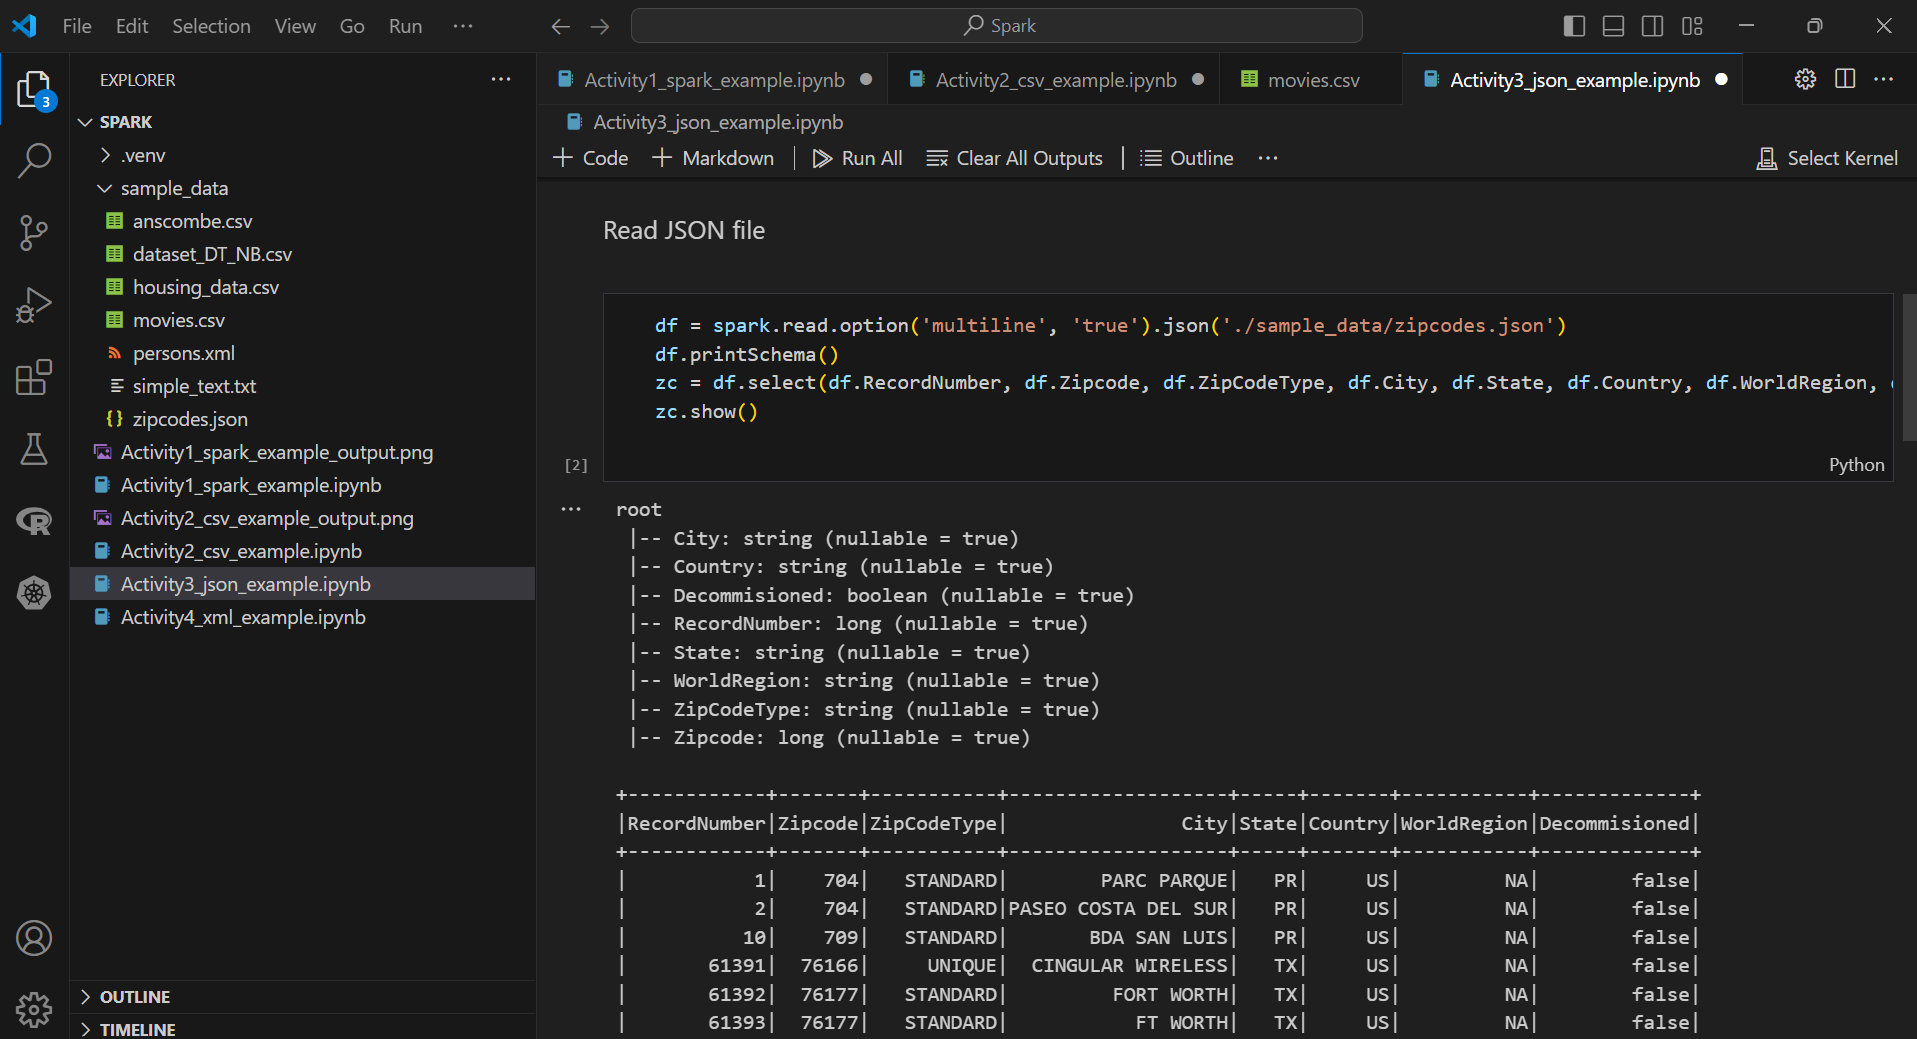 File Edit Selection View Go Run ··· Spark
EXPLORER ···
3
SPARK
.venv
sample_data
anscombe.csv
dataset_DT_NB.csv
housing_data.csv
movies.csv
persons.xml
simple_text.txt
zipcodes.json
Activity1_spark_example_output.png
Activity1_spark_example.ipynb
Activity2_csv_example_output.png
Activity2_csv_example.ipynb
Activity3_json_example.ipynb
Activity4_xml_example.ipynb
OUTLINE
TIMELINE
Activity1_spark_example.ipynb Activity2_csv_example.ipynb movies.csv Activity3_json_example.ipynb
Activity3_json_example.ipynb
+ Code + Markdown | Run All Clear All Outputs | Outline ··· Select Kernel
Read JSON file
df = spark.read.option('multiline', 'true').json('./sample_data/zipcodes.json')
df.printSchema()
zc = df.select(df.RecordNumber, df.Zipcode, df.ZipCodeType, df.City, df.State, df.Country, df.WorldRegion,
zc.show()
[2]
Python
··· root
|-- City: string (nullable = true)
|-- Country: string (nullable = true)
|-- Decommisioned: boolean (nullable = true)
|-- RecordNumber: long (nullable = true)
|-- State: string (nullable = true)
|-- WorldRegion: string (nullable = true)
|-- ZipCodeType: string (nullable = true)
|-- Zipcode: long (nullable = true)
+------------+-------+-----------+-------------------+-----+-------+-----------+-------------+
|RecordNumber|Zipcode|ZipCodeType|               City|State|Country|WorldRegion|Decommisioned|
+------------+-------+-----------+-------------------+-----+-------+-----------+-------------+
|           1|    704|   STANDARD|        PARC PARQUE|   PR|     US|         NA|        false|
|           2|    704|   STANDARD|PASEO COSTA DEL SUR|   PR|     US|         NA|        false|
|          10|    709|   STANDARD|       BDA SAN LUIS|   PR|     US|         NA|        false|
|       61391|  76166|     UNIQUE|  CINGULAR WIRELESS|   TX|     US|         NA|        false|
|       61392|  76177|   STANDARD|         FORT WORTH|   TX|     US|         NA|        false|
|       61393|  76177|   STANDARD|           FT WORTH|   TX|     US|         NA|        false|